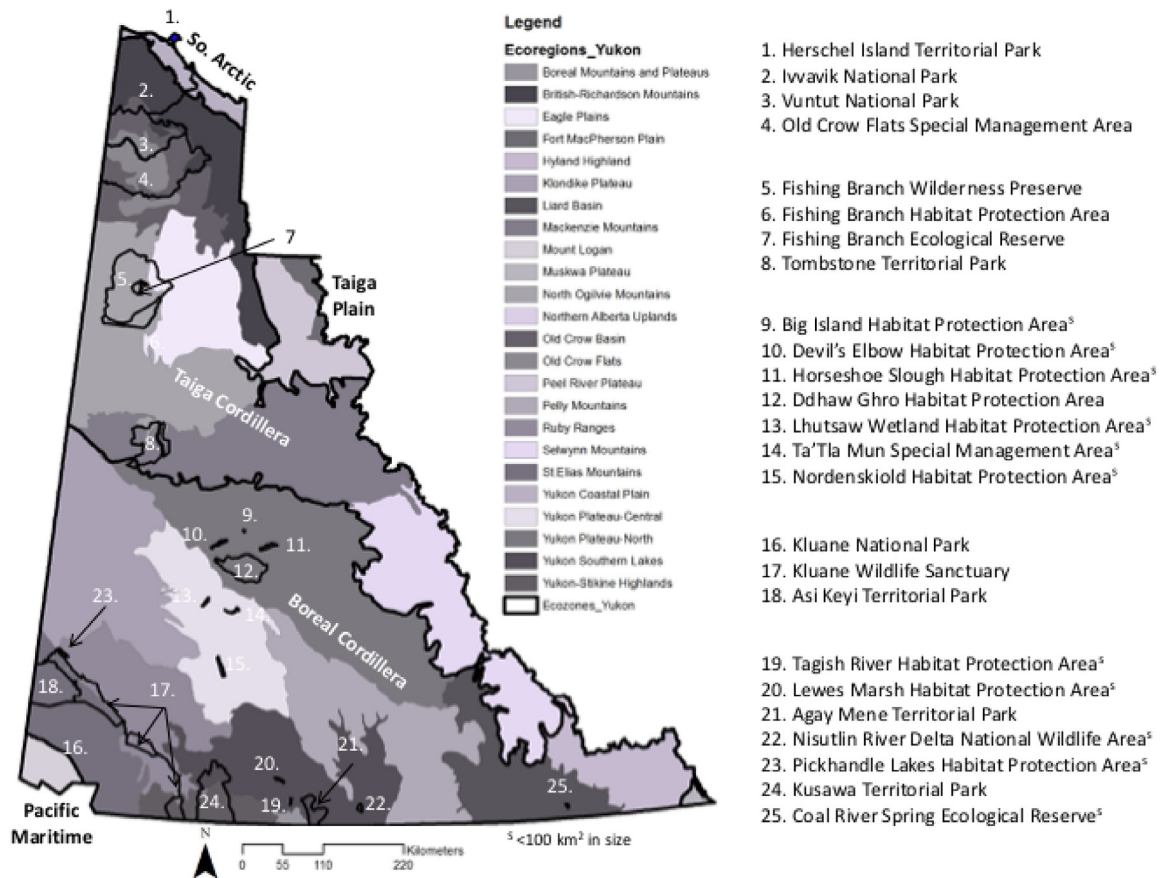 1.
So. Arctic
2.
3.
4.
7
5.
Taiga
Plain
6.
Taiga Cordillera
8.
9.
10.
11.
12.
13.
14.
Boreal Cordillera
23.
15.
18.
17.
16.
21.
20.
24.
19.
22.
25.
Pacific
Maritime
N
Kilometers
0 55 110 220
ˢ <100 km² in size
Legend
Ecoregions_Yukon
Boreal Mountains and Plateaus
British-Richardson Mountains
Eagle Plains
Fort MacPherson Plain
Hyland Highland
Klondike Plateau
Liard Basin
Mackenzie Mountains
Mount Logan
Muskwa Plateau
North Ogilvie Mountains
Northern Alberta Uplands
Old Crow Basin
Old Crow Flats
Peel River Plateau
Pelly Mountains
Ruby Ranges
Selwynn Mountains
St Elias Mountains
Yukon Coastal Plain
Yukon Plateau-Central
Yukon Plateau-North
Yukon Southern Lakes
Yukon-Stikine Highlands
Ecozones_Yukon
1. Herschel Island Territorial Park
2. Ivvavik National Park
3. Vuntut National Park
4. Old Crow Flats Special Management Area
5. Fishing Branch Wilderness Preserve
6. Fishing Branch Habitat Protection Area
7. Fishing Branch Ecological Reserve
8. Tombstone Territorial Park
9. Big Island Habitat Protection Areaˢ
10. Devil's Elbow Habitat Protection Areaˢ
11. Horseshoe Slough Habitat Protection Areaˢ
12. Ddhaw Ghro Habitat Protection Area
13. Lhutsaw Wetland Habitat Protection Areaˢ
14. Ta'Tla Mun Special Management Areaˢ
15. Nordenskiold Habitat Protection Areaˢ
16. Kluane National Park
17. Kluane Wildlife Sanctuary
18. Asi Keyi Territorial Park
19. Tagish River Habitat Protection Areaˢ
20. Lewes Marsh Habitat Protection Areaˢ
21. Agay Mene Territorial Park
22. Nisutlin River Delta National Wildlife Areaˢ
23. Pickhandle Lakes Habitat Protection Areaˢ
24. Kusawa Territorial Park
25. Coal River Spring Ecological Reserveˢ